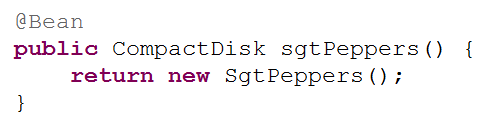 @Bean
public CompactDisk sgtPeppers() {
    return new SgtPeppers();
}